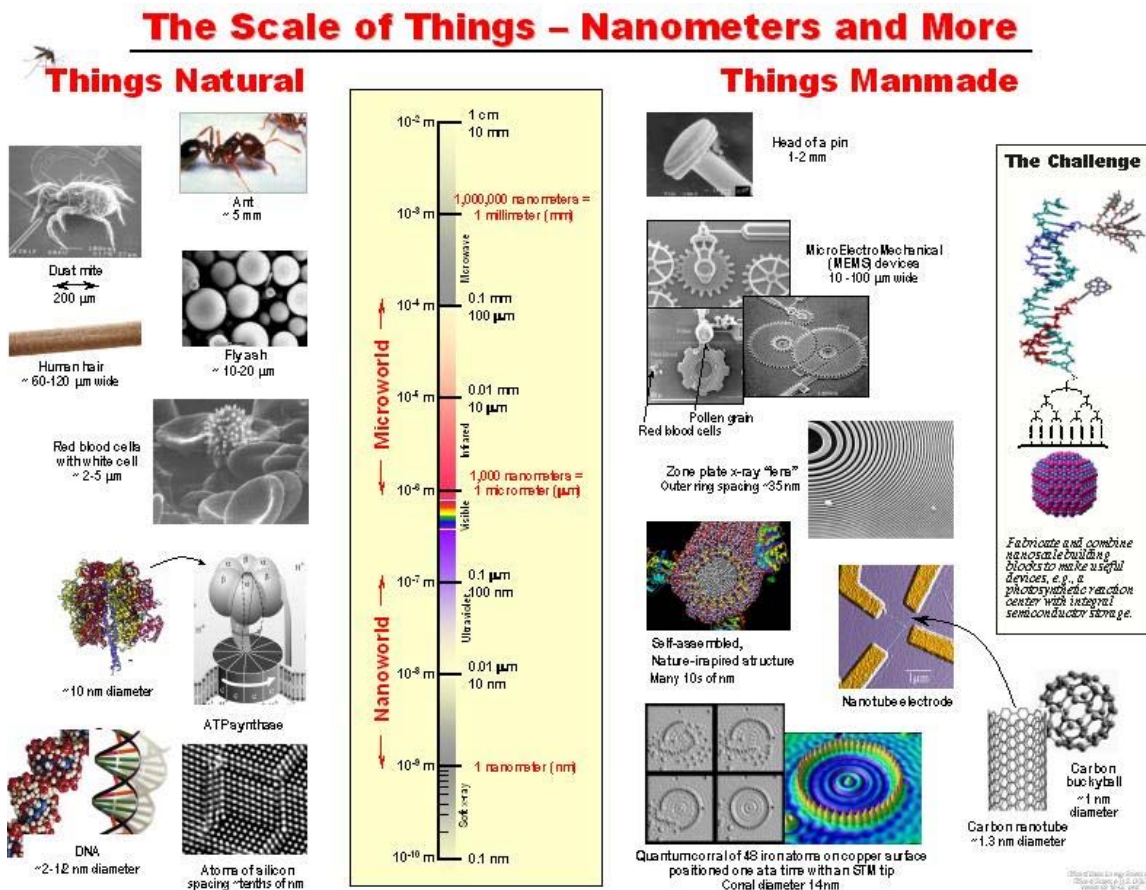 The Scale of Things – Nanometers and More
Things Natural
Things Manmade
Ant
~ 5 mm
Dust mite
200 µm
Human hair
~ 60-120 µm wide
Fly ash
~ 10-20 µm
Red blood cells
with white cell
~ 2-5 µm
~10 nm diameter
ATP synthase
DNA
~2-1/2 nm diameter
Atoms of silicon
spacing ~tenths of nm
10-2 m
1 cm
10 mm
1,000,000 nanometers =
10-3 m
1 millimeter (mm)
Microwave
10-4 m
0.1 mm
100 µm
Microworld
0.01 mm
10-5 m
10 µm
Infrared
1,000 nanometers =
10-6 m
1 micrometer (µm)
Visible
10-7 m
0.1 µm
100 nm
Ultraviolet
Nanoworld
0.01 µm
10-8 m
10 nm
10-9 m
1 nanometer (nm)
Soft x-ray
10-10 m
0.1 nm
Head of a pin
1-2 mm
MicroElectroMechanical
(MEMS) devices
10 -100 µm wide
Pollen grain
Red blood cells
Zone plate x-ray “lens”
Outer ring spacing ~35 nm
Self-assembled,
Nature-inspired structure
Many 10s of nm
1µm
Nanotube electrode
Quantum corral of 48 iron atoms on copper surface
positioned one at a time with an STM tip
Corral diameter 14 nm
Carbon nanotube
~1.3 nm diameter
Carbon
buckyball
~1 nm
diameter
The Challenge
Fabricate and combine
nanoscale building
blocks to make useful
devices, e.g., a
photosynthetic reaction
center with integral
semiconductor storage.